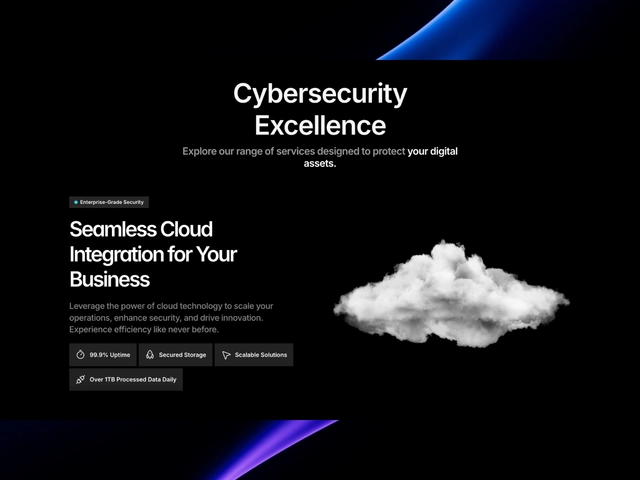 Cybersecurity
Excellence
Explore our range of services designed to protect your digital
assets.
Enterprise-Grade Security
Seamless Cloud
Integration for Your
Business
Leverage the power of cloud technology to scale your
operations, enhance security, and drive innovation.
Experience efficiency like never before.
99.9% Uptime
Secured Storage
Scalable Solutions
Over 1TB Processed Data Daily